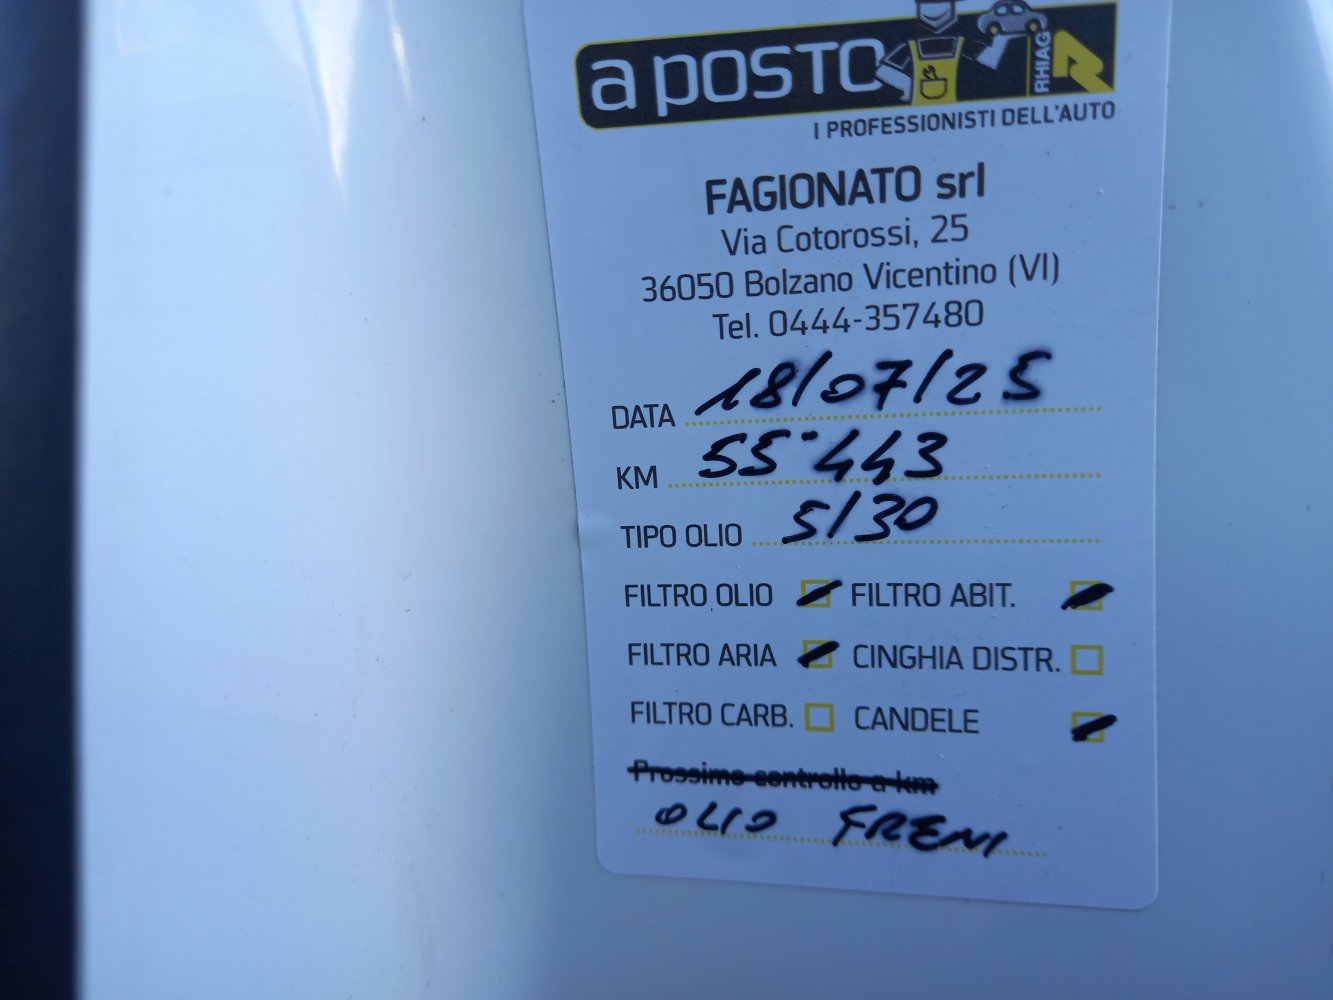 a POSTO RHIAG
I PROFESSIONISTI DELL'AUTO
FAGIONATO srl
Via Cotorossi, 25
36050 Bolzano Vicentino (VI)
Tel. 0444-357480
DATA 18/07/25
KM 55·443
TIPO OLIO 5/30
FILTRO OLIO FILTRO ABIT.
FILTRO ARIA CINGHIA DISTR.
FILTRO CARB. CANDELE
Prossimo controllo a km
OLIO FRENI